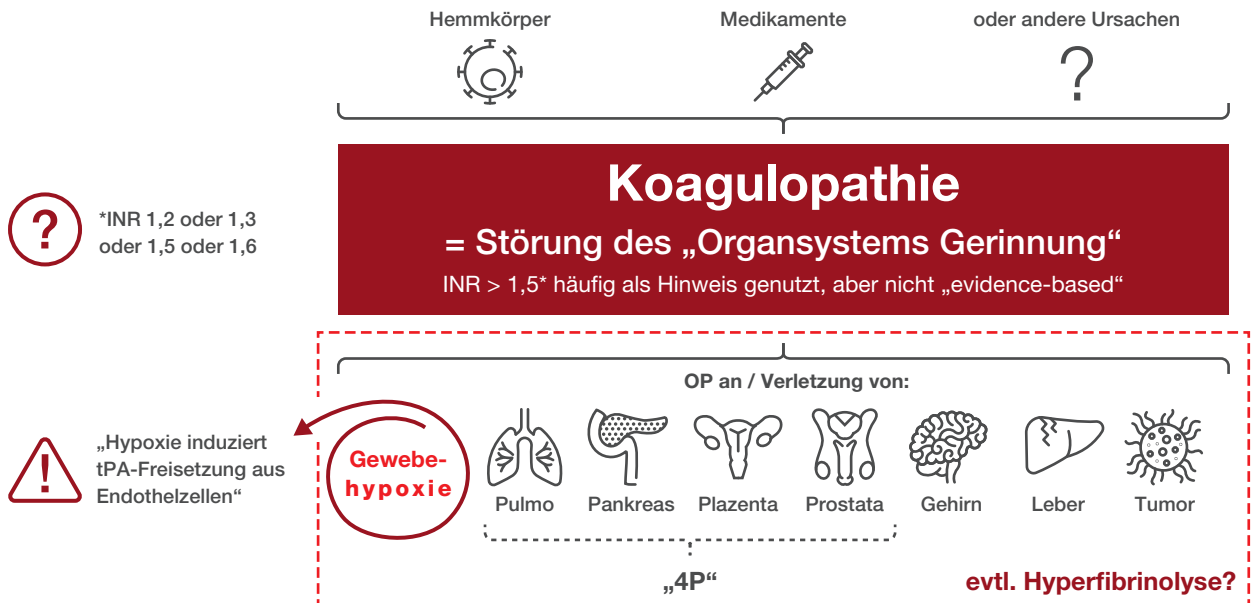 Hemmkörper
Medikamente
oder andere Ursachen
?
Koagulopathie
= Störung des „Organsystems Gerinnung“
INR > 1,5* häufig als Hinweis genutzt, aber nicht „evidence-based“
?
*INR 1,2 oder 1,3
oder 1,5 oder 1,6
OP an / Verletzung von:
!
„Hypoxie induziert
tPA-Freisetzung aus
Endothelzellen“
Gewebe-
hypoxie
Pulmo
Pankreas
Plazenta
Prostata
Gehirn
Leber
Tumor
„4P“
evtl. Hyperfibrinolyse?